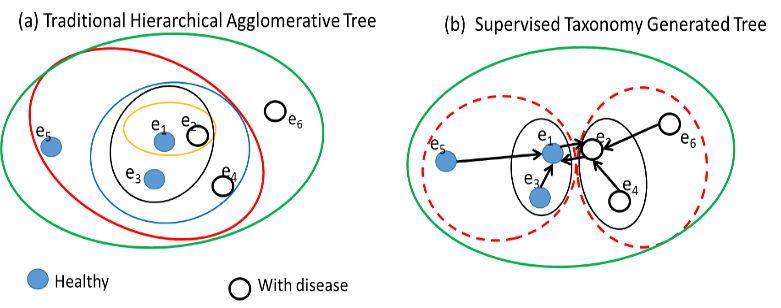 (a) Traditional Hierarchical Agglomerative Tree
(b) Supervised Taxonomy Generated Tree
e1
e2
e3
e4
e5
e6
e1
e2
e3
e4
e5
e6
Healthy
With disease